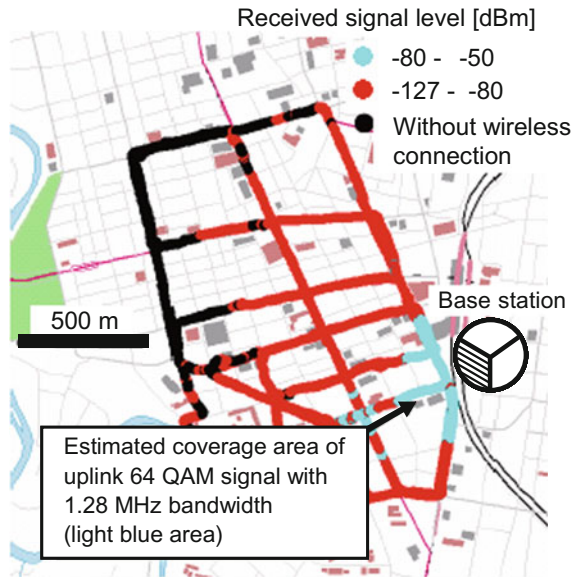 Received signal level [dBm]
-80 - -50
-127 - -80
Without wireless
connection
500 m
Base station
Estimated coverage area of
uplink 64 QAM signal with
1.28 MHz bandwidth
(light blue area)